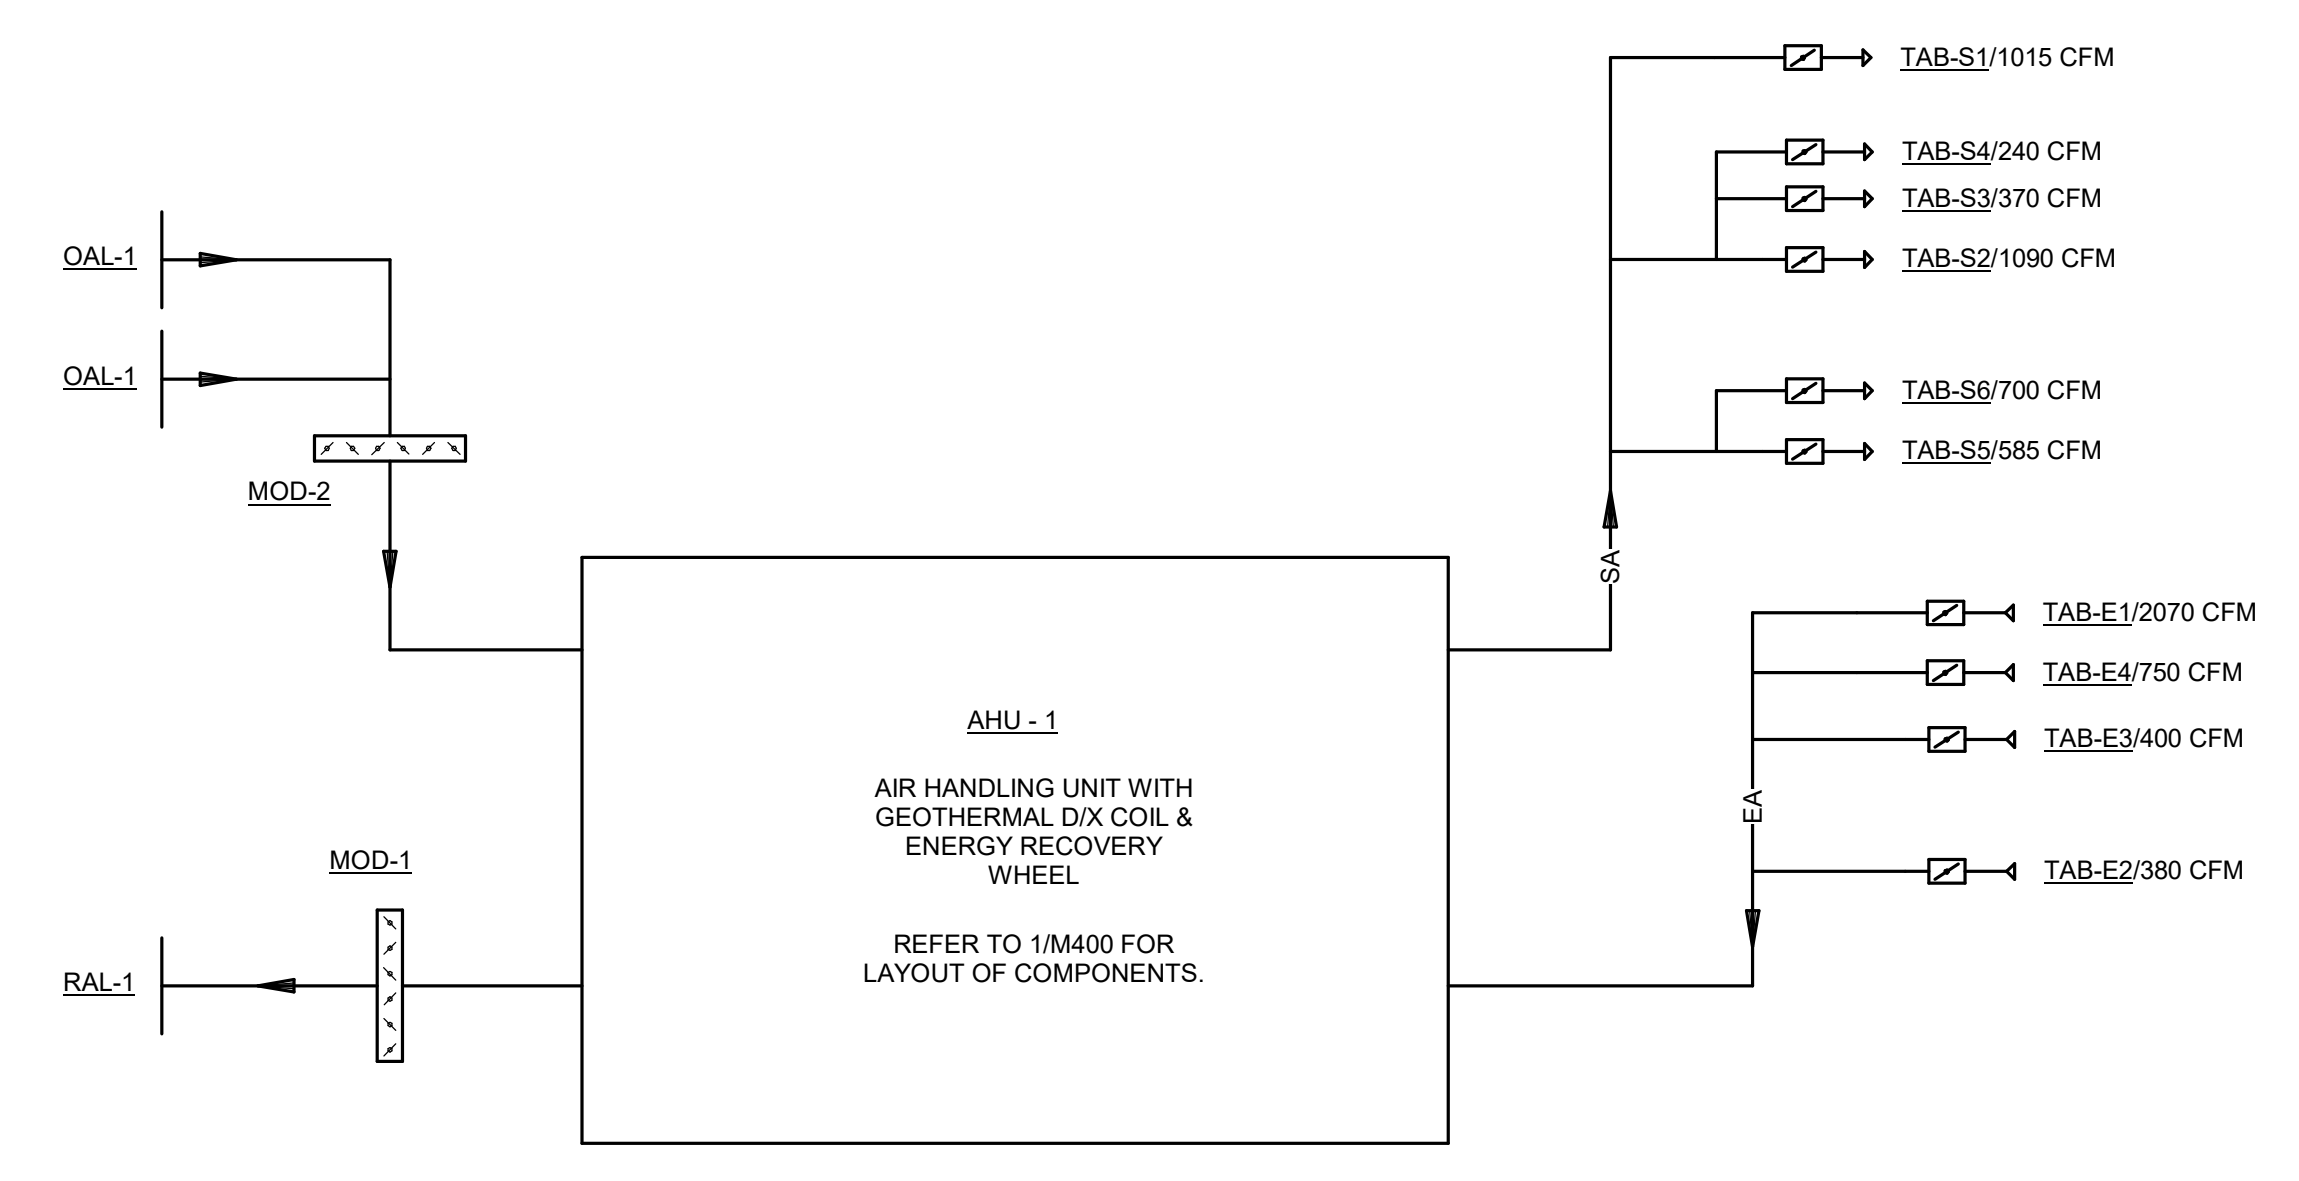 TAB-S1/1015 CFM
TAB-S4/240 CFM
TAB-S3/370 CFM
TAB-S2/1090 CFM
TAB-S6/700 CFM
TAB-S5/585 CFM
OAL-1
OAL-1
MOD-2
SA
TAB-E1/2070 CFM
TAB-E4/750 CFM
TAB-E3/400 CFM
EA
TAB-E2/380 CFM
AHU - 1
AIR HANDLING UNIT WITH
GEOTHERMAL D/X COIL &
ENERGY RECOVERY
WHEEL
REFER TO 1/M400 FOR
LAYOUT OF COMPONENTS.
MOD-1
RAL-1